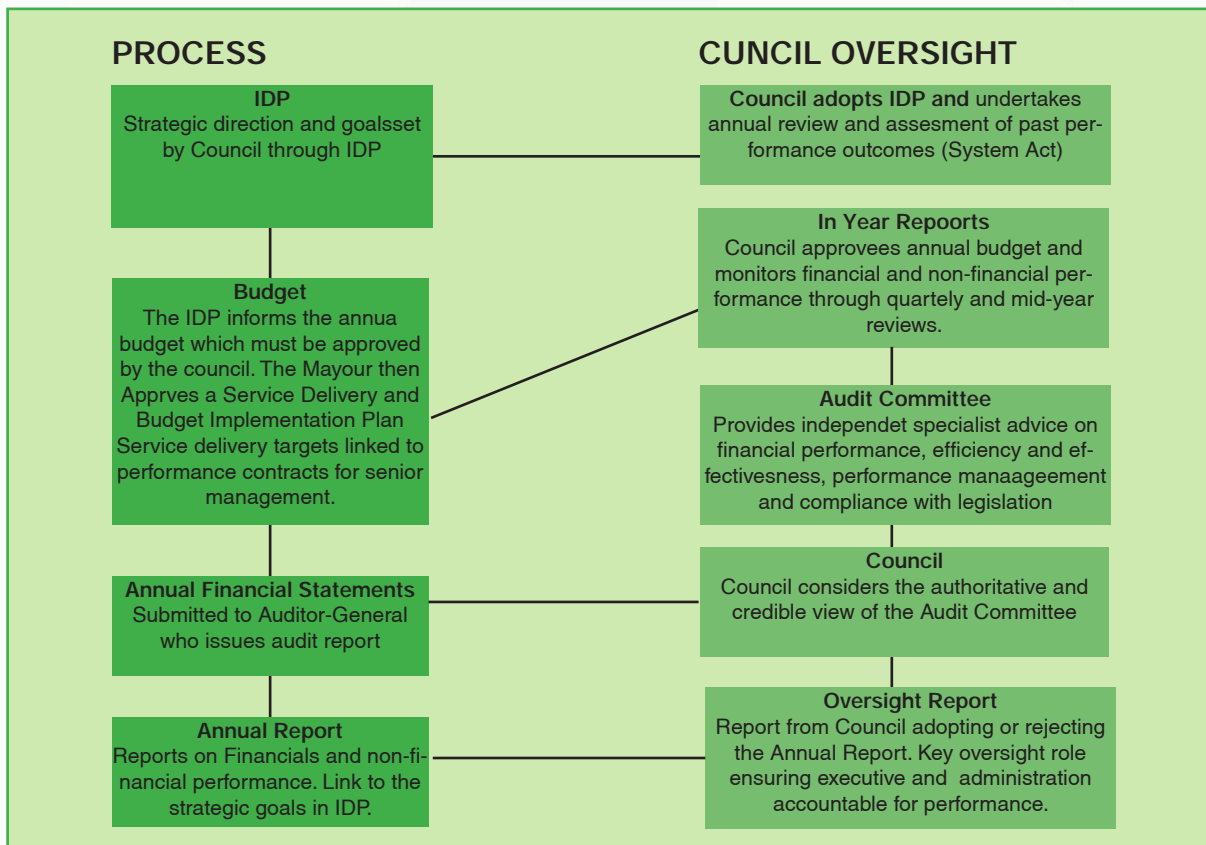 PROCESS
IDP
Strategic direction and goalsset
by Council through IDP
Budget
The IDP informs the annua
budget which must be approved
by the council. The Mayour then
Apprves a Service Delivery and
Budget Implementation Plan
Service delivery targets linked to
performance contracts for senior
management.
Annual Financial Statements
Submitted to Auditor-General
who issues audit report
Annual Report
Reports on Financials and non-fi-
nancial performance. Link to the
strategic goals in IDP.
CUNCIL OVERSIGHT
Council adopts IDP and undertakes
annual review and assesment of past per-
formance outcomes (System Act)
In Year Repoorts
Council approvees annual budget and
monitors financial and non-financial per-
formance through quartely and mid-year
reviews.
Audit Committee
Provides independet specialist advice on
financial performance, efficiency and ef-
fectivesness, performance manaageement
and compliance with legislation
Council
Council considers the authoritative and
credible view of the Audit Committee
Oversight Report
Report from Council adopting or rejecting
the Annual Report. Key oversight role
ensuring executive and administration
accountable for performance.